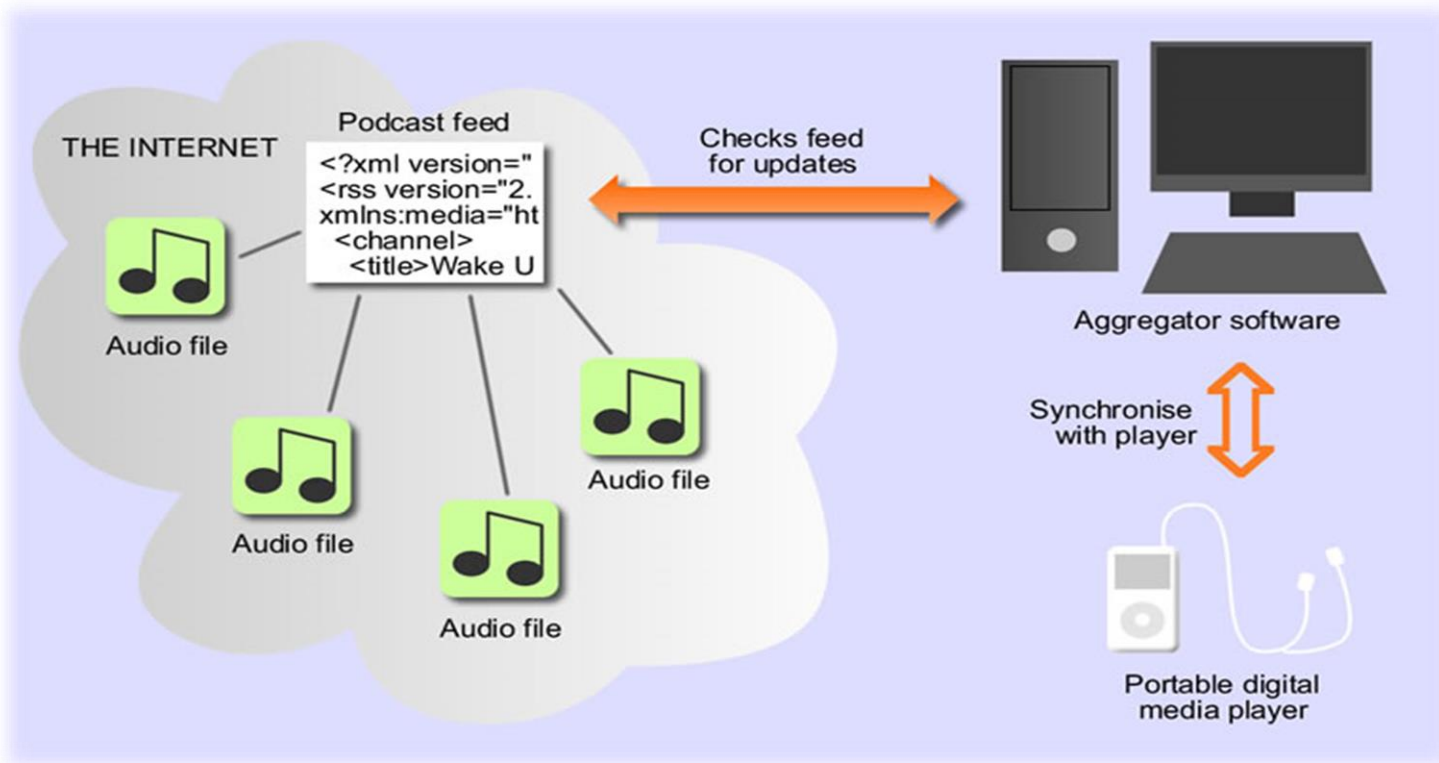 THE INTERNET
Podcast feed
<?xml version="
<rss version="2.
xmlns:media="ht
<channel>
<title>Wake U
Audio file
Audio file
Audio file
Audio file
Checks feed
for updates
Aggregator software
Synchronise
with player
Portable digital
media player